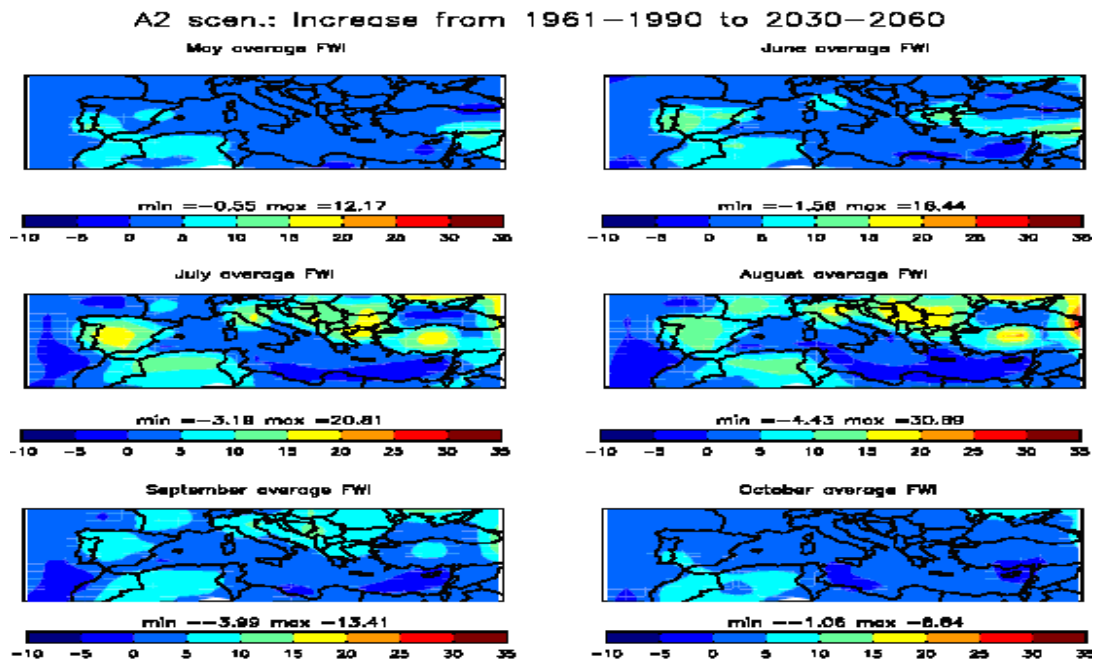 A2 scen.: Increase from 1961-1990 to 2030-2060
May average FWI
June average FWI
min =-0.55 max =12.17
min =-1.58 max =16.44
-10 -5 0 5 10 15 20 25 30 35
-10 -5 0 5 10 15 20 25 30 35
July average FWI
August average FWI
min =-3.19 max =20.81
min =-4.43 max =30.89
-10 -5 0 5 10 15 20 25 30 35
-10 -5 0 5 10 15 20 25 30 35
September average FWI
October average FWI
min =-3.99 max =13.41
min =-1.06 max =8.64
-10 -5 0 5 10 15 20 25 30 35
-10 -5 0 5 10 15 20 25 30 35